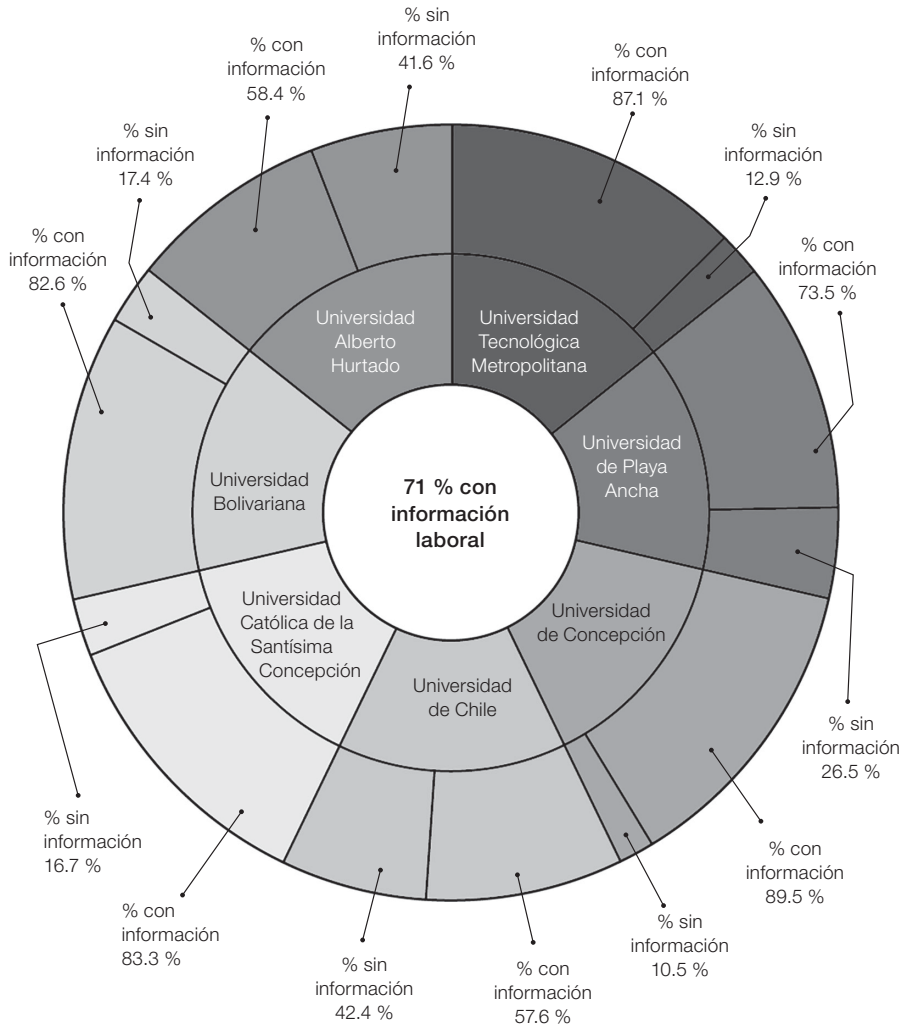 % sin
información
41.6 %
% con
información
87.1 %
% con
información
58.4 %
% sin
información
17.4 %
% sin
información
12.9 %
% con
información
82.6 %
% con
información
73.5 %
Universidad
Alberto
Hurtado
Universidad
Tecnológica
Metropolitana
Universidad
de Playa
Ancha
Universidad
Bolivariana
71 % con
información
laboral
Universidad
Católica de la
Santísima
Concepción
Universidad
de Concepción
Universidad
de Chile
% sin
información
26.5 %
% sin
información
16.7 %
% con
información
89.5 %
% con
información
83.3 %
% sin
información
10.5 %
% sin
información
42.4 %
% con
información
57.6 %